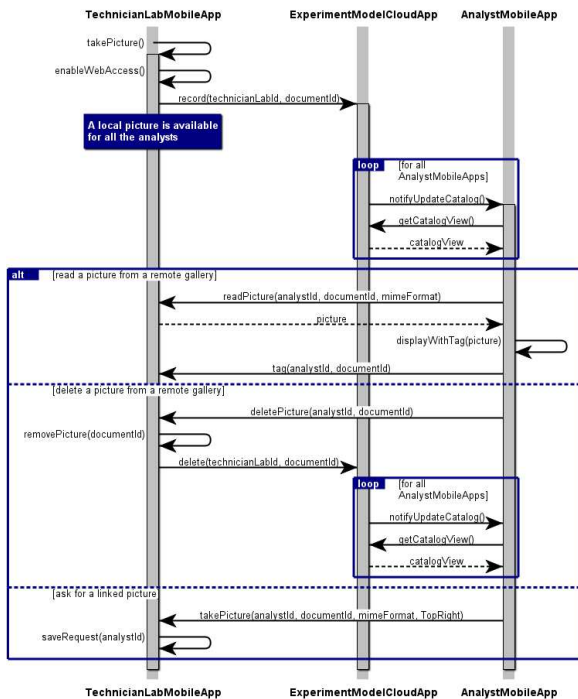 TechnicianLabMobileApp ExperimentModelCloudApp AnalystMobileApp
takePicture()
enableWebAccess()
record(technicianLabId, documentId)
A local picture is available
for all the analysts
loop [for all
AnalystMobileApps]
notifyUpdateCatalog()
getCatalogView()
catalogView
alt [read a picture from a remote gallery]
readPicture(analystId, documentId, mimeFormat)
picture
displayWithTag(picture)
tag(analystId, documentId)
[delete a picture from a remote gallery]
deletePicture(analystId, documentId)
removePicture(documentId)
delete(technicianLabId, documentId)
loop [for all
AnalystMobileApps]
notifyUpdateCatalog()
getCatalogView()
catalogView
[ask for a linked picture
takePicture(analystId, documentId, mimeFormat, TopRight)
saveRequest(analystId)
TechnicianLabMobileApp ExperimentModelCloudApp AnalystMobileApp